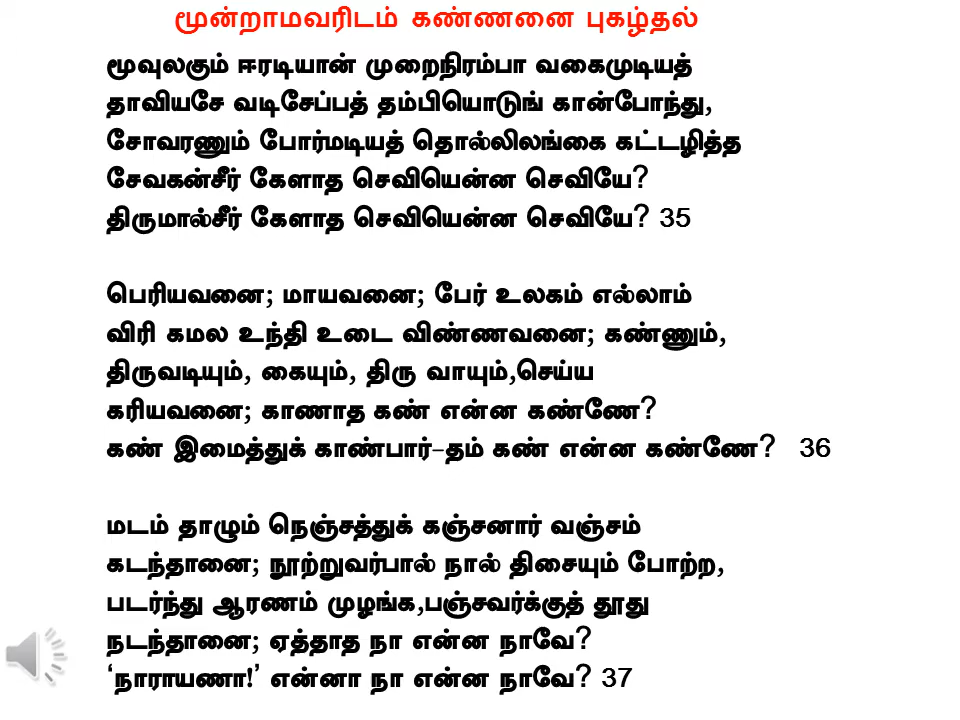 மூன்றாமவரிடம் கண்ணனை புகழ்தல்
மூவுலகும் ஈரடியான் முறைநிரம்பா வகைமுடியத்
தாவியசே வடிசேப்பத் தம்பியொடுங் கான்போந்து,
சோவரணும் போர்மடியத் தொல்லிலங்கை கட்டழித்த
சேவகன்சீர் கேளாத செவியென்ன செவியே?
திருமால்சீர் கேளாத செவியென்ன செவியே? 35
பெரியவனை; மாயவனை; பேர் உலகம் எல்லாம்
விரி கமல உந்தி உடை விண்ணவனை; கண்ணும்,
திருவடியும், கையும், திரு வாயும்,செய்ய
கரியவனை; காணாத கண் என்ன கண்ணே?
கண் இமைத்துக் காண்பார்-தம் கண் என்ன கண்ணே? 36
மடம் தாழும் நெஞ்சத்துக் கஞ்சனார் வஞ்சம்
கடந்தானை; நூற்றுவர்பால் நால் திசையும் போற்ற,
படர்ந்து ஆரணம் முழங்க,பஞ்சவர்க்குத் தூது
நடந்தானை; ஏத்தாத நா என்ன நாவே?
‘நாராயணா!’ என்னா நா என்ன நாவே? 37